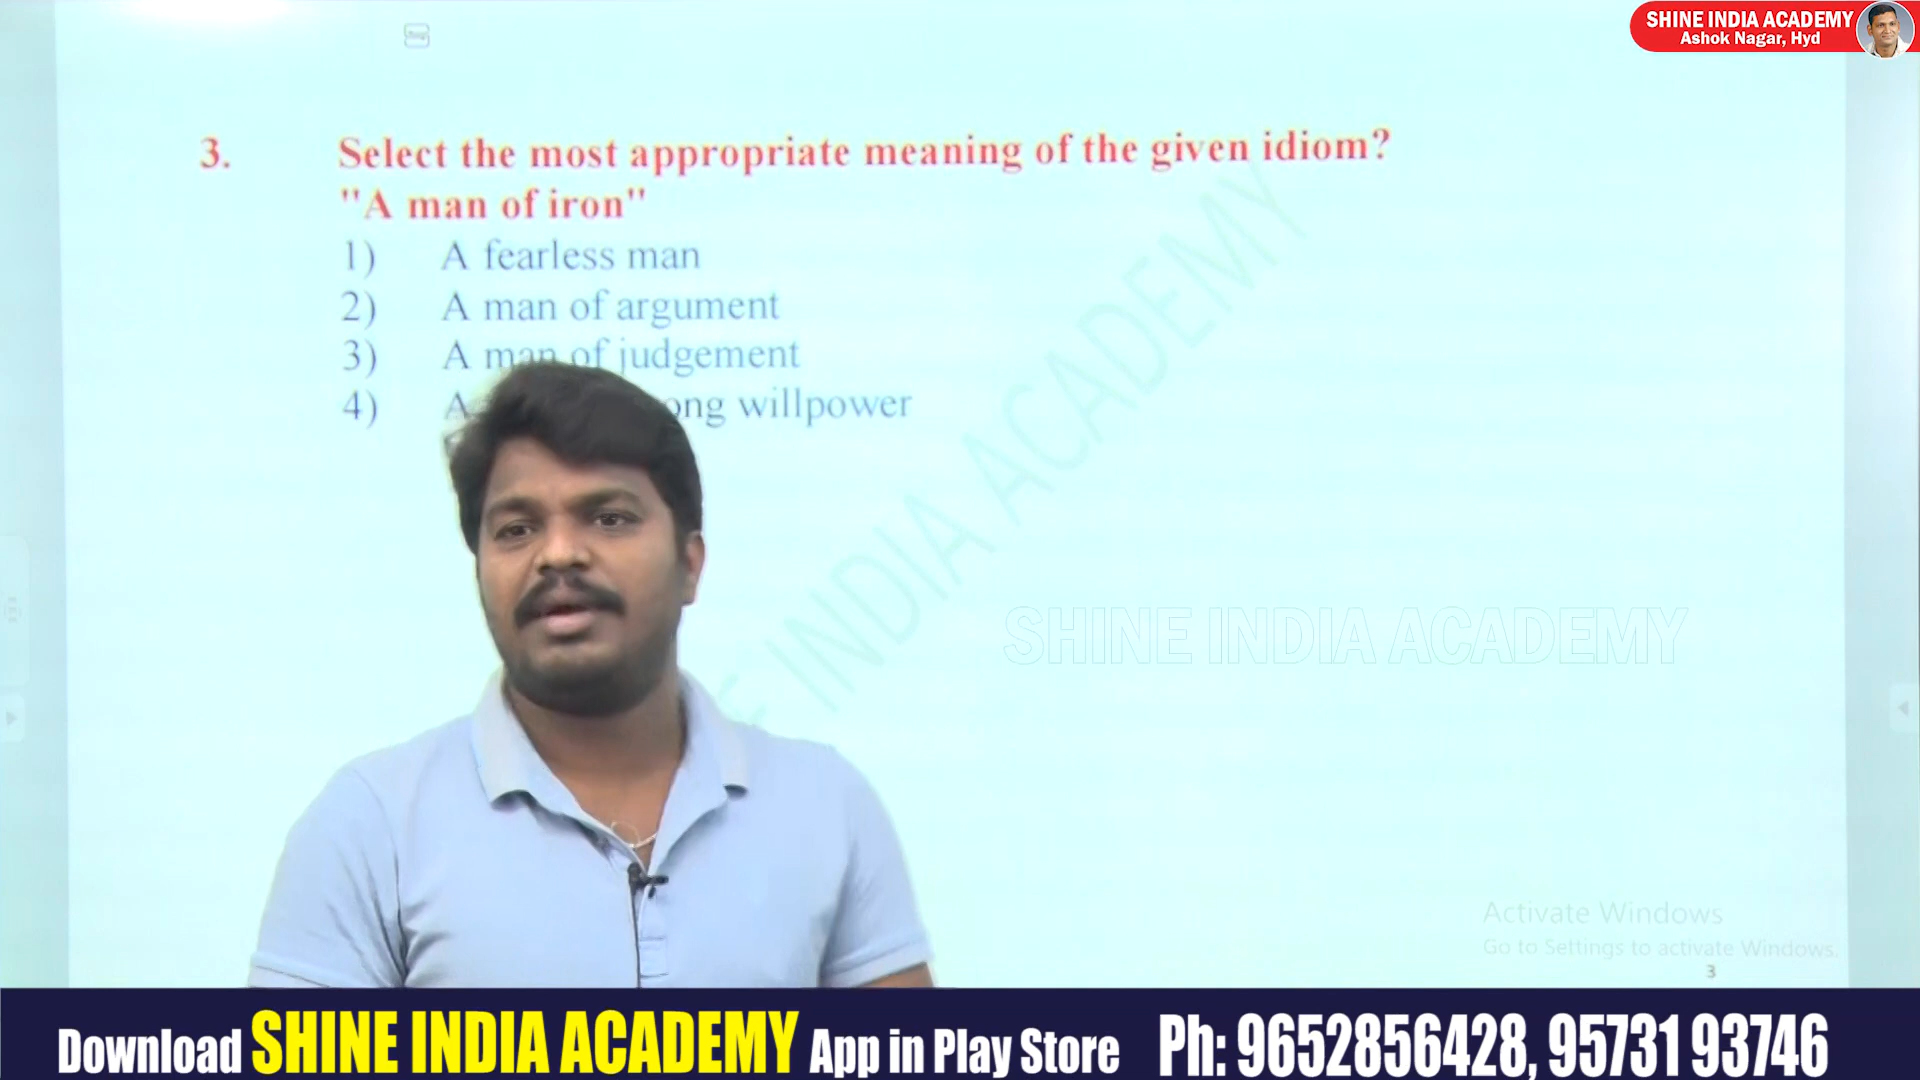 SHINE INDIA ACADEMY
Ashok Nagar, Hyd
3. Select the most appropriate meaning of the given idiom?
"A man of iron"
1) A fearless man
2) A man of argument
3) A man of judgement
4) A willpower
SHINE INDIA ACADEMY
INDIA ACADEMY
Activate Windows
Go to Settings to activate Windows.
3
Download SHINE INDIA ACADEMY App in Play Store Ph: 9652856428, 95731 93746